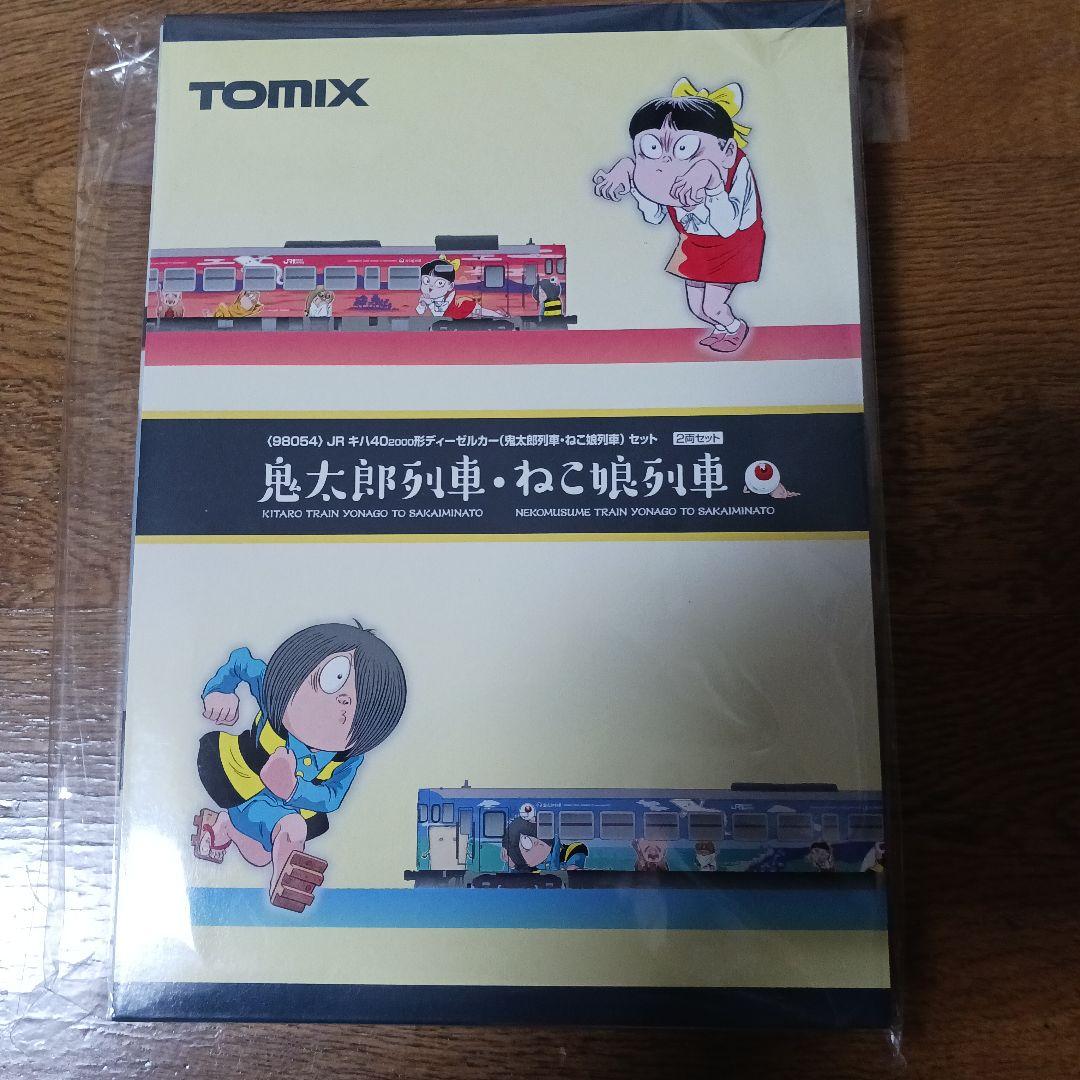 TOMIX
〈98054〉JR キハ40 2000形ディーゼルカー(鬼太郎列車・ねこ娘列車)セット 2両セット
鬼太郎列車・ねこ娘列車
KITARO TRAIN YONAGO TO SAKAIMINATO NEKOMUSUME TRAIN YONAGO TO SAKAIMINATO